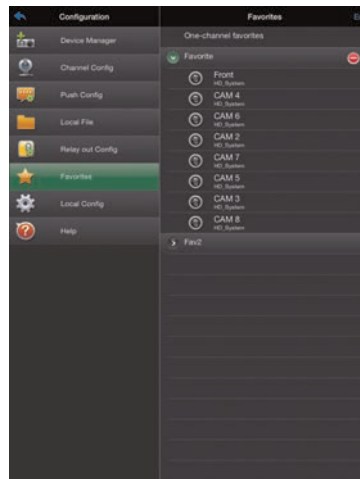 Configuration
Device Manager
Channel Config
Push Config
Local File
Relay out Config
Favorites
Local Config
Help
Favorites
One-channel favorites
Favorite
Front
HD_System
CAM 4
HD_System
CAM 6
HD_System
CAM 2
HD_System
CAM 7
HD_System
CAM 5
HD_System
CAM 3
HD_System
CAM 8
HD_System